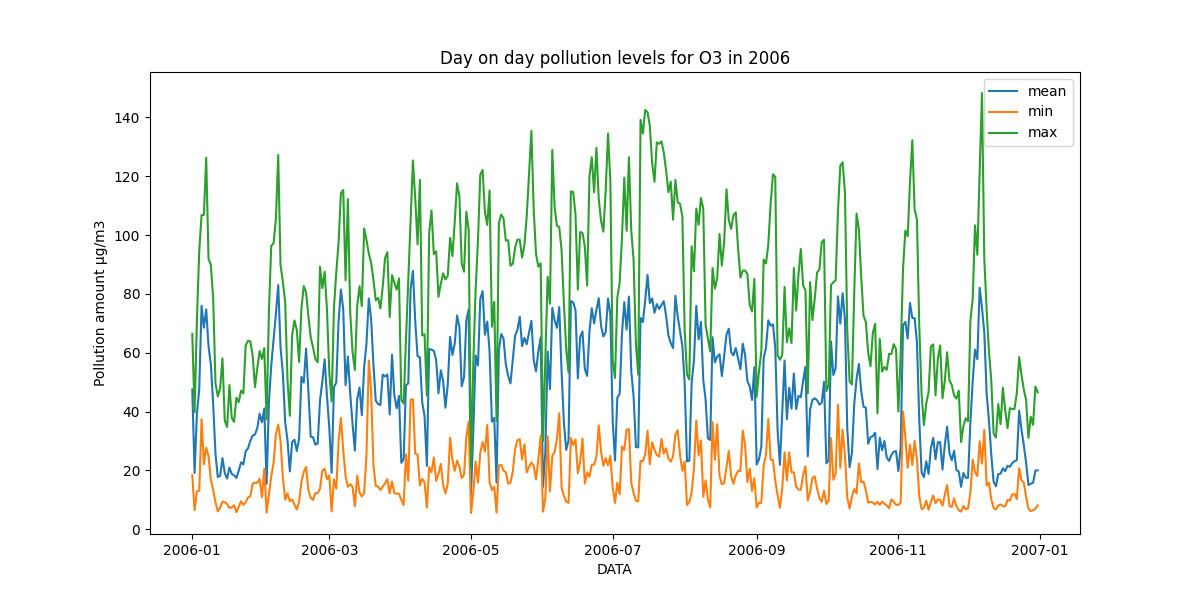 Day on day pollution levels for O3 in 2006
mean
min
max
Pollution amount µg/m3
140
120
100
80
60
40
20
0
2006-01
2006-03
2006-05
2006-07
2006-09
2006-11
2007-01
DATA